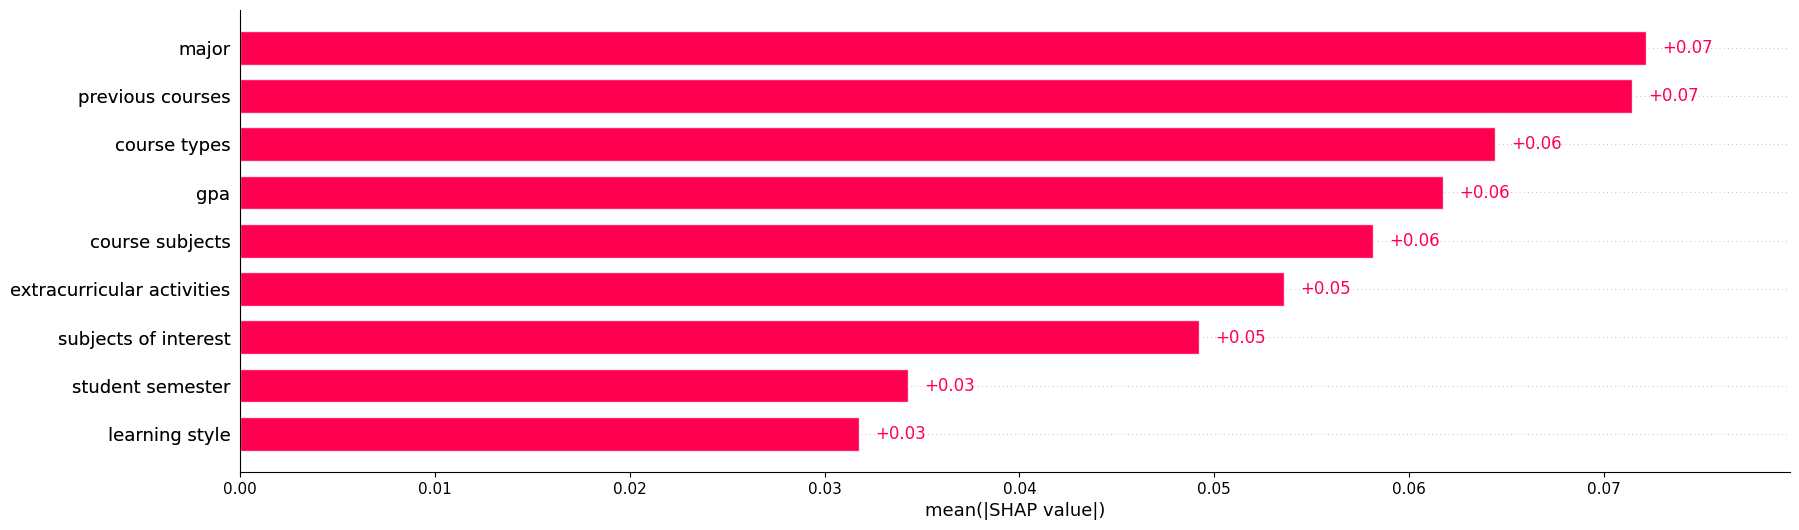 major +0.07
previous courses +0.07
course types +0.06
gpa +0.06
course subjects +0.06
extracurricular activities +0.05
subjects of interest +0.05
student semester +0.03
learning style +0.03
0.00 0.01 0.02 0.03 0.04 0.05 0.06 0.07
mean(|SHAP value|)